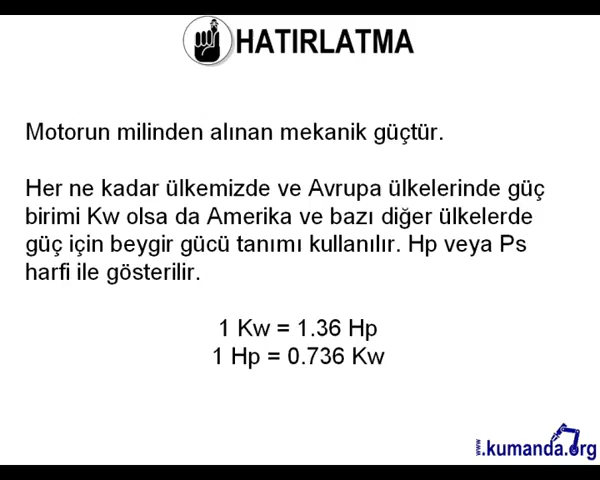 HATIRLATMA
Motorun milinden alınan mekanik güçtür.
Her ne kadar ülkemizde ve Avrupa ülkelerinde güç
birimi Kw olsa da Amerika ve bazı diğer ülkelerde
güç için beygir gücü tanımı kullanılır. Hp veya Ps
harfi ile gösterilir.
1 Kw = 1.36 Hp
1 Hp = 0.736 Kw
www.kumanda.org